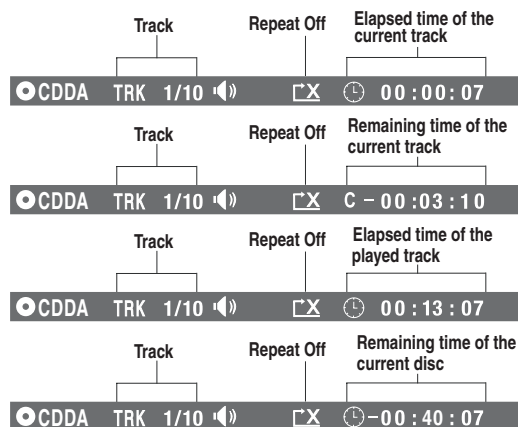 Track Repeat Off Elapsed time of the
current track
CDDA TRK 1/10 X 00:00:07
Track Repeat Off Remaining time of the
current track
CDDA TRK 1/10 X C - 00:03:10
Track Repeat Off Elapsed time of the
played track
CDDA TRK 1/10 X 00:13:07
Track Repeat Off Remaining time of the
current disc
CDDA TRK 1/10 X -00:40:07